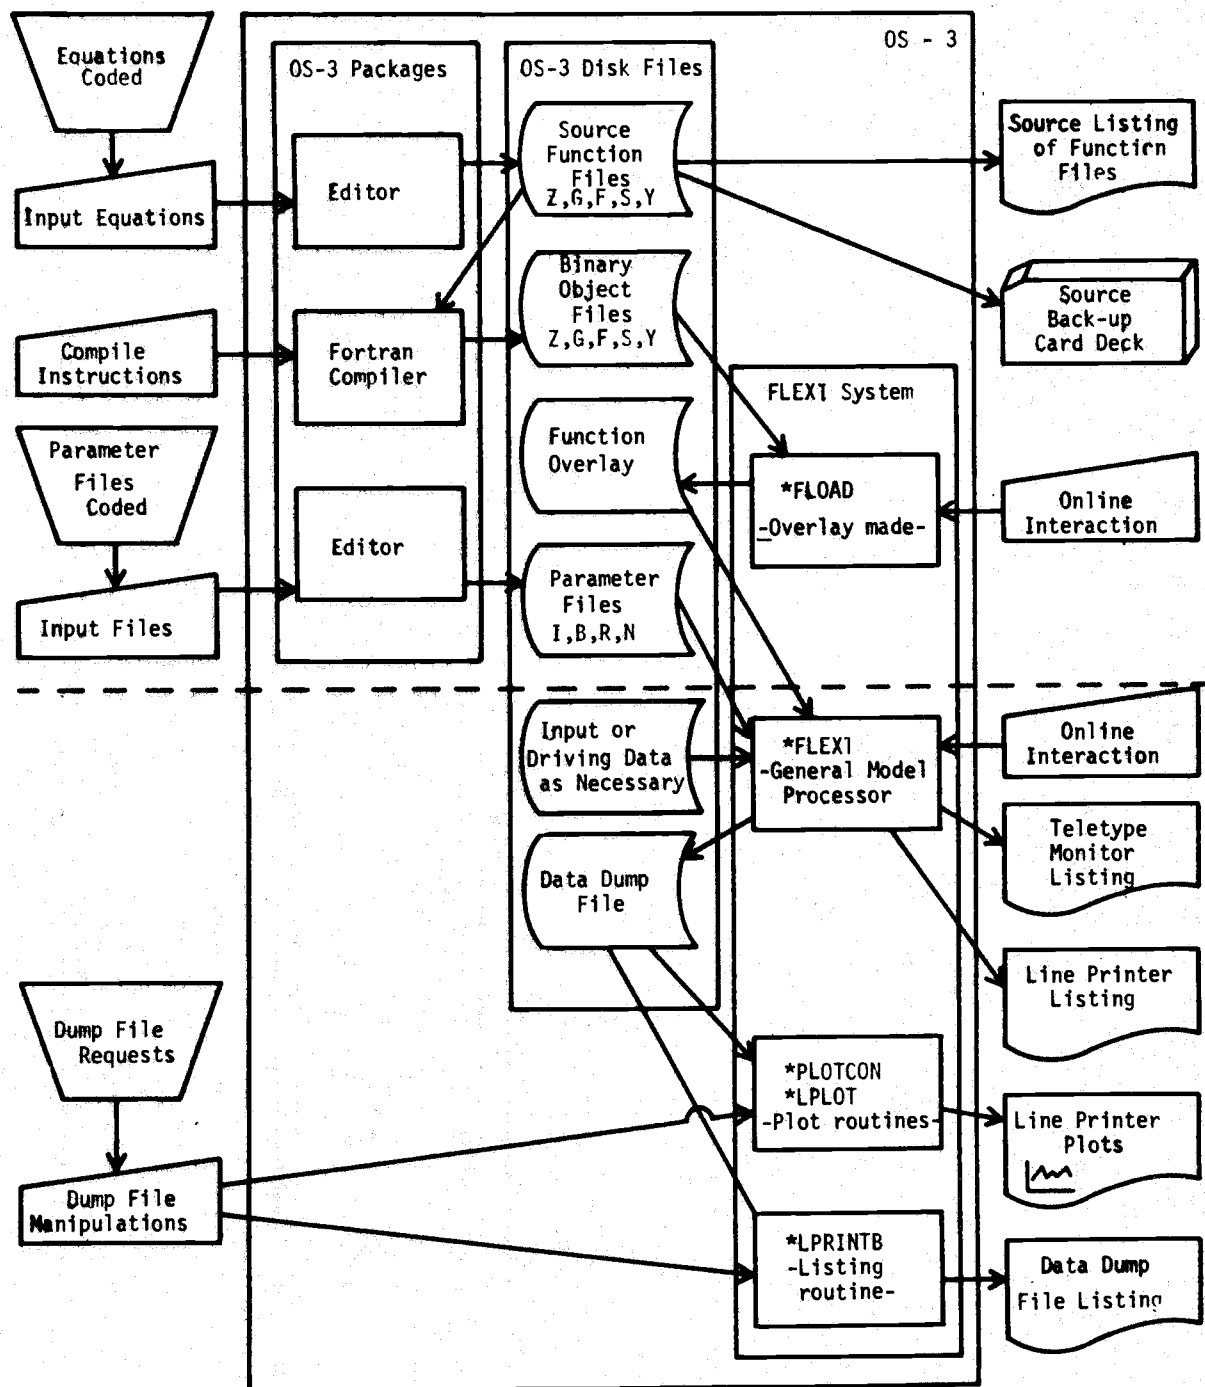 OS - 3
Equations
Coded
Input Equations
Compile
Instructions
Parameter
Files
Coded
Input Files
OS-3 Packages
Editor
Fortran
Compiler
Editor
OS-3 Disk Files
Source
Function
Files
Z,G,F,S,Y
Binary
Object
Files
Z,G,F,S,Y
Function
Overlay
Parameter
Files
I,B,R,N
Input or
Driving Data
as Necessary
Data Dump
File
FLEX1 System
*FLOAD
-Overlay made-
*FLEX1
-General Model
Processor
*PLOTCON
*LPLOT
-Plot routines-
*LPRINTB
-Listing
routine-
Source Listing
of Functirn
Files
Source
Back-up
Card Deck
Online
Interaction
Online
Interaction
Teletype
Monitor
Listing
Line Printer
Listing
Line Printer
Plots
Data Dump
File Listing
Dump File
Requests
Dump File
Manipulations